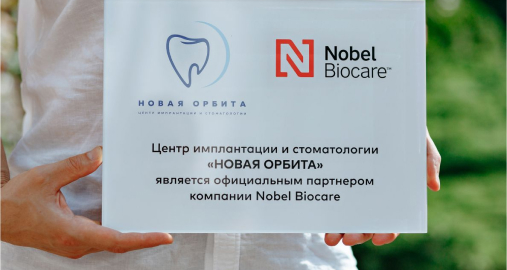 НОВАЯ ОРБИТА
центр имплантации и стоматологии
Nobel
Biocare™
Центр имплантации и стоматологии
«НОВАЯ ОРБИТА»
является официальным партнером
компании Nobel Biocare